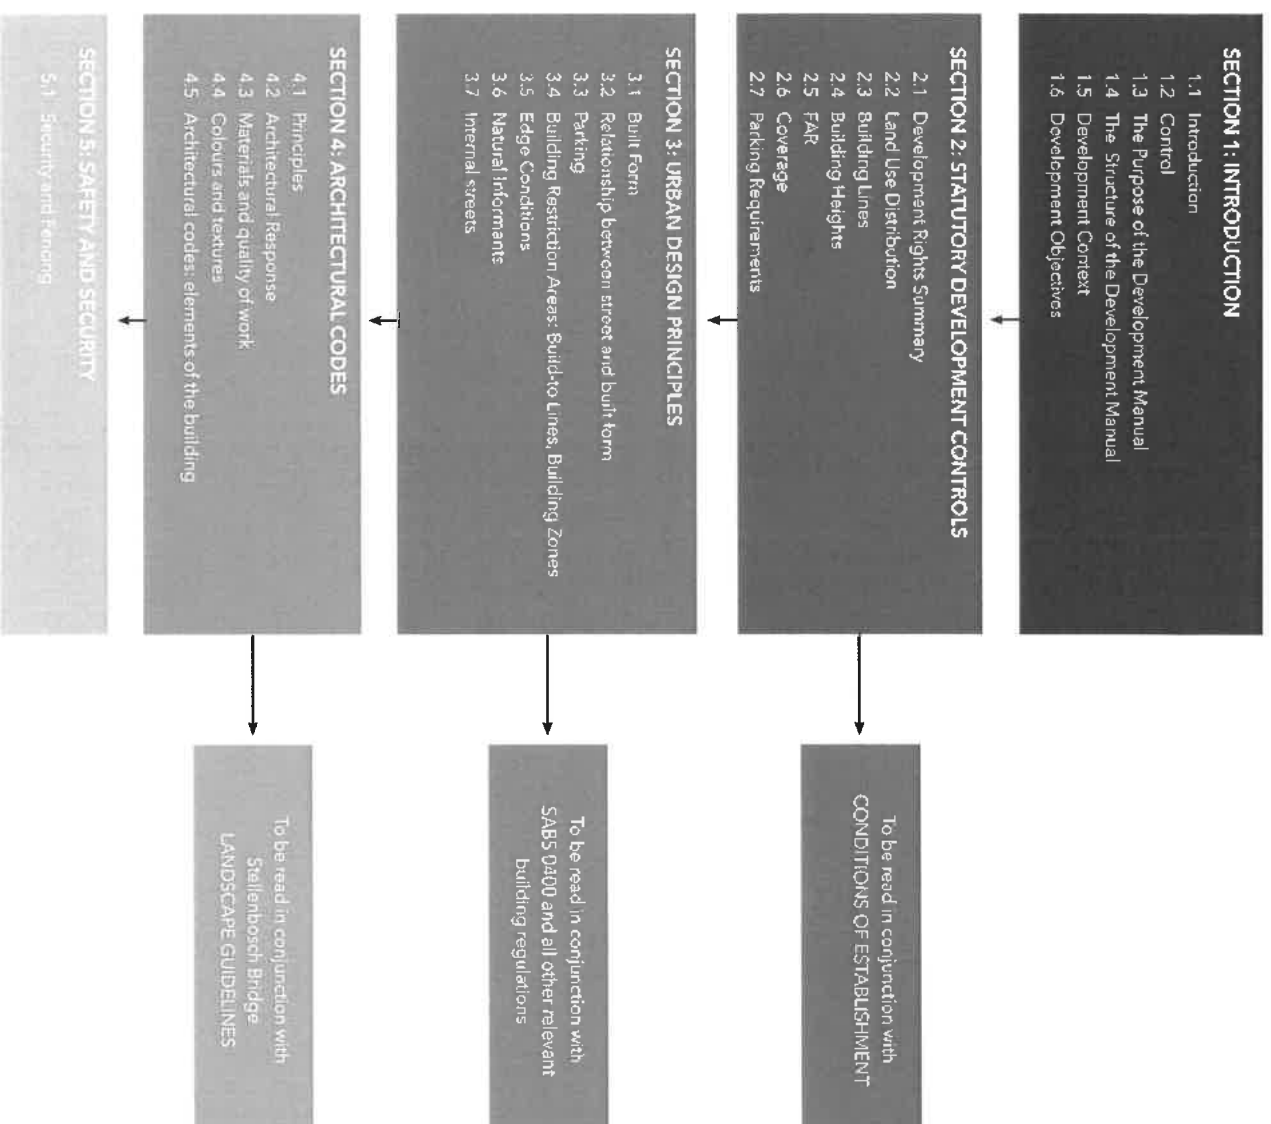 SECTION 1: INTRODUCTION
1.1 Introduction
1.2 Control
1.3 The Purpose of the Development Manual
1.4 The Structure of the Development Manual
1.5 Development Context
1.6 Development Objectives
SECTION 2: STATUTORY DEVELOPMENT CONTROLS
2.1 Development Rights Summary
2.2 Land Use Distribution
2.3 Building Lines
2.4 Building Heights
2.5 FAR
2.6 Coverage
2.7 Parking Requirements
To be read in conjunction with
CONDITIONS OF ESTABLISHMENT
SECTION 3: URBAN DESIGN PRINCIPLES
3.1 Built Form
3.2 Relationship between street and built form
3.3 Parking
3.4 Building Restriction Areas: Build-to Lines, Building Zones
3.5 Edge Conditions
3.6 Natural Informants
3.7 Internal streets
To be read in conjunction with
SABS 0400 and all other relevant
building regulations
SECTION 4: ARCHITECTURAL CODES
4.1 Principles
4.2 Architectural Response
4.3 Materials and quality of work
4.4 Colours and textures
4.5 Architectural codes: elements of the building
To be read in conjunction with
Stellenbosch Bridge
LANDSCAPE GUIDELINES
SECTION 5: SAFETY AND SECURITY
5.1 Security and Fencing